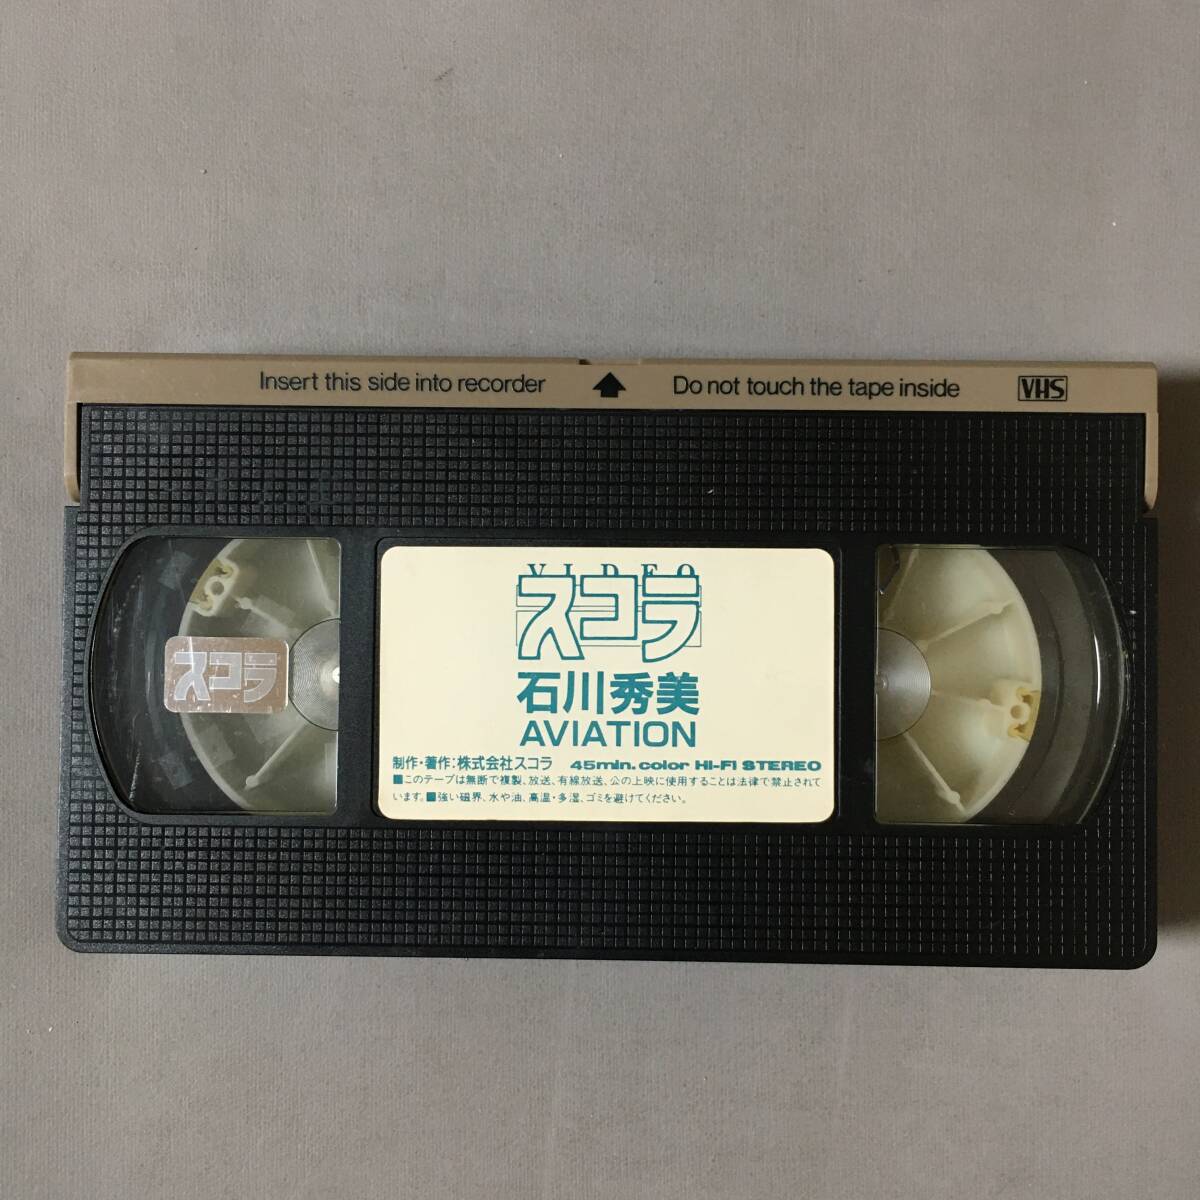 Insert this side into recorder Do not touch the tape inside VHS
スコラ
VIDEO
スコラ
石川秀美
AVIATION
制作・著作：株式会社スコラ 45min. color HI-FI STEREO
■このテープは無断で複製、放送、有線放送、公の上映に使用することは法律で禁止されて
います。■強い磁界、水や油、高温・多湿、ゴミを避けてください。